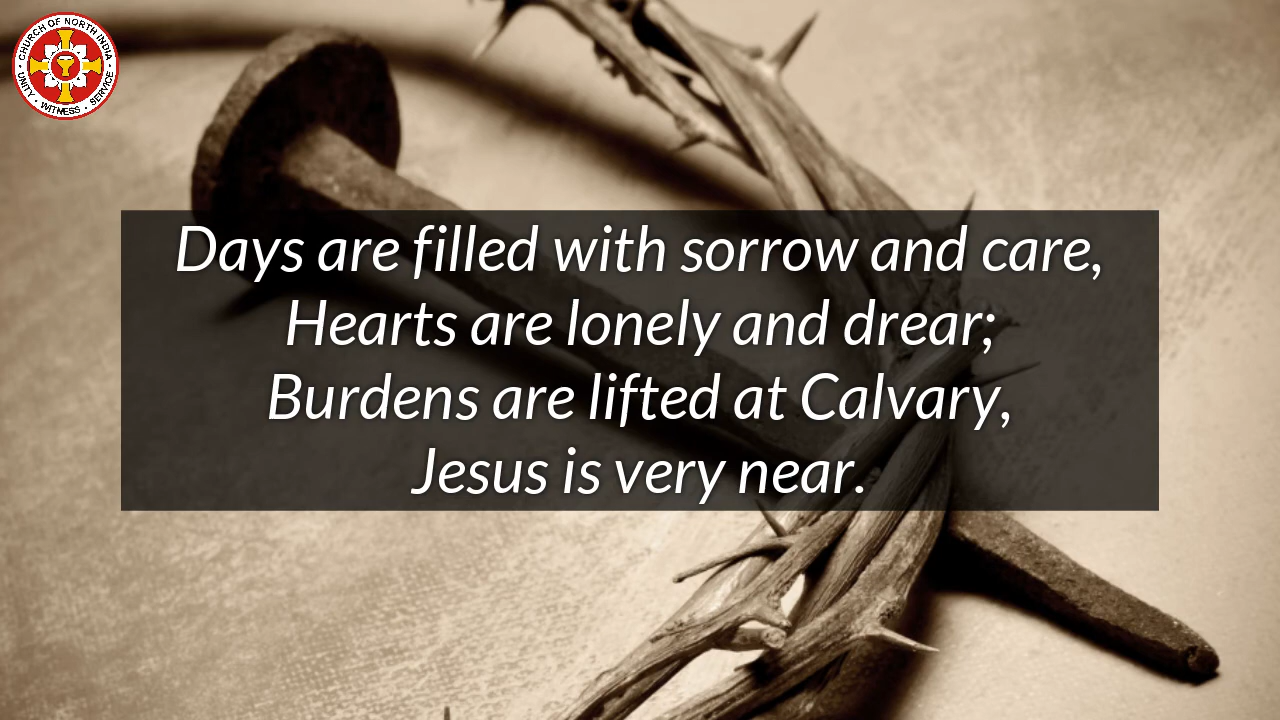 CHURCH OF NORTH INDIA
UNITY · WITNESS · SERVICE
Days are filled with sorrow and care,
Hearts are lonely and drear;
Burdens are lifted at Calvary,
Jesus is very near.